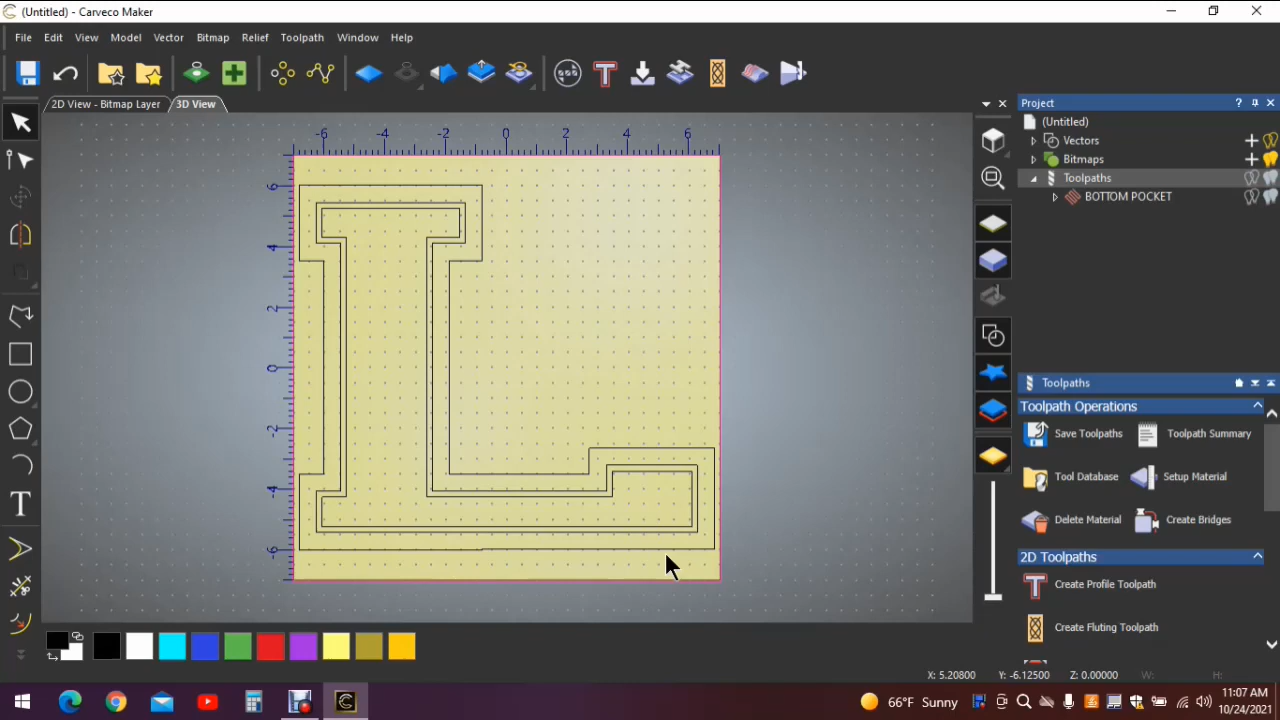 (Untitled) - Carveco Maker
File Edit View Model Vector Bitmap Relief Toolpath Window Help
2D View - Bitmap Layer 3D View
Project
(Untitled)
Vectors
Bitmaps
Toolpaths
BOTTOM POCKET
-6 -4 -2 0 2 4 6
6
4
2
0
-2
-4
-6
Toolpaths
Toolpath Operations
Save Toolpaths Toolpath Summary
Tool Database Setup Material
Delete Material Create Bridges
2D Toolpaths
Create Profile Toolpath
Create Fluting Toolpath
X: 5.20800 Y: -6.12500 Z: 0.00000 W: H:
66°F Sunny
11:07 AM
10/24/2021